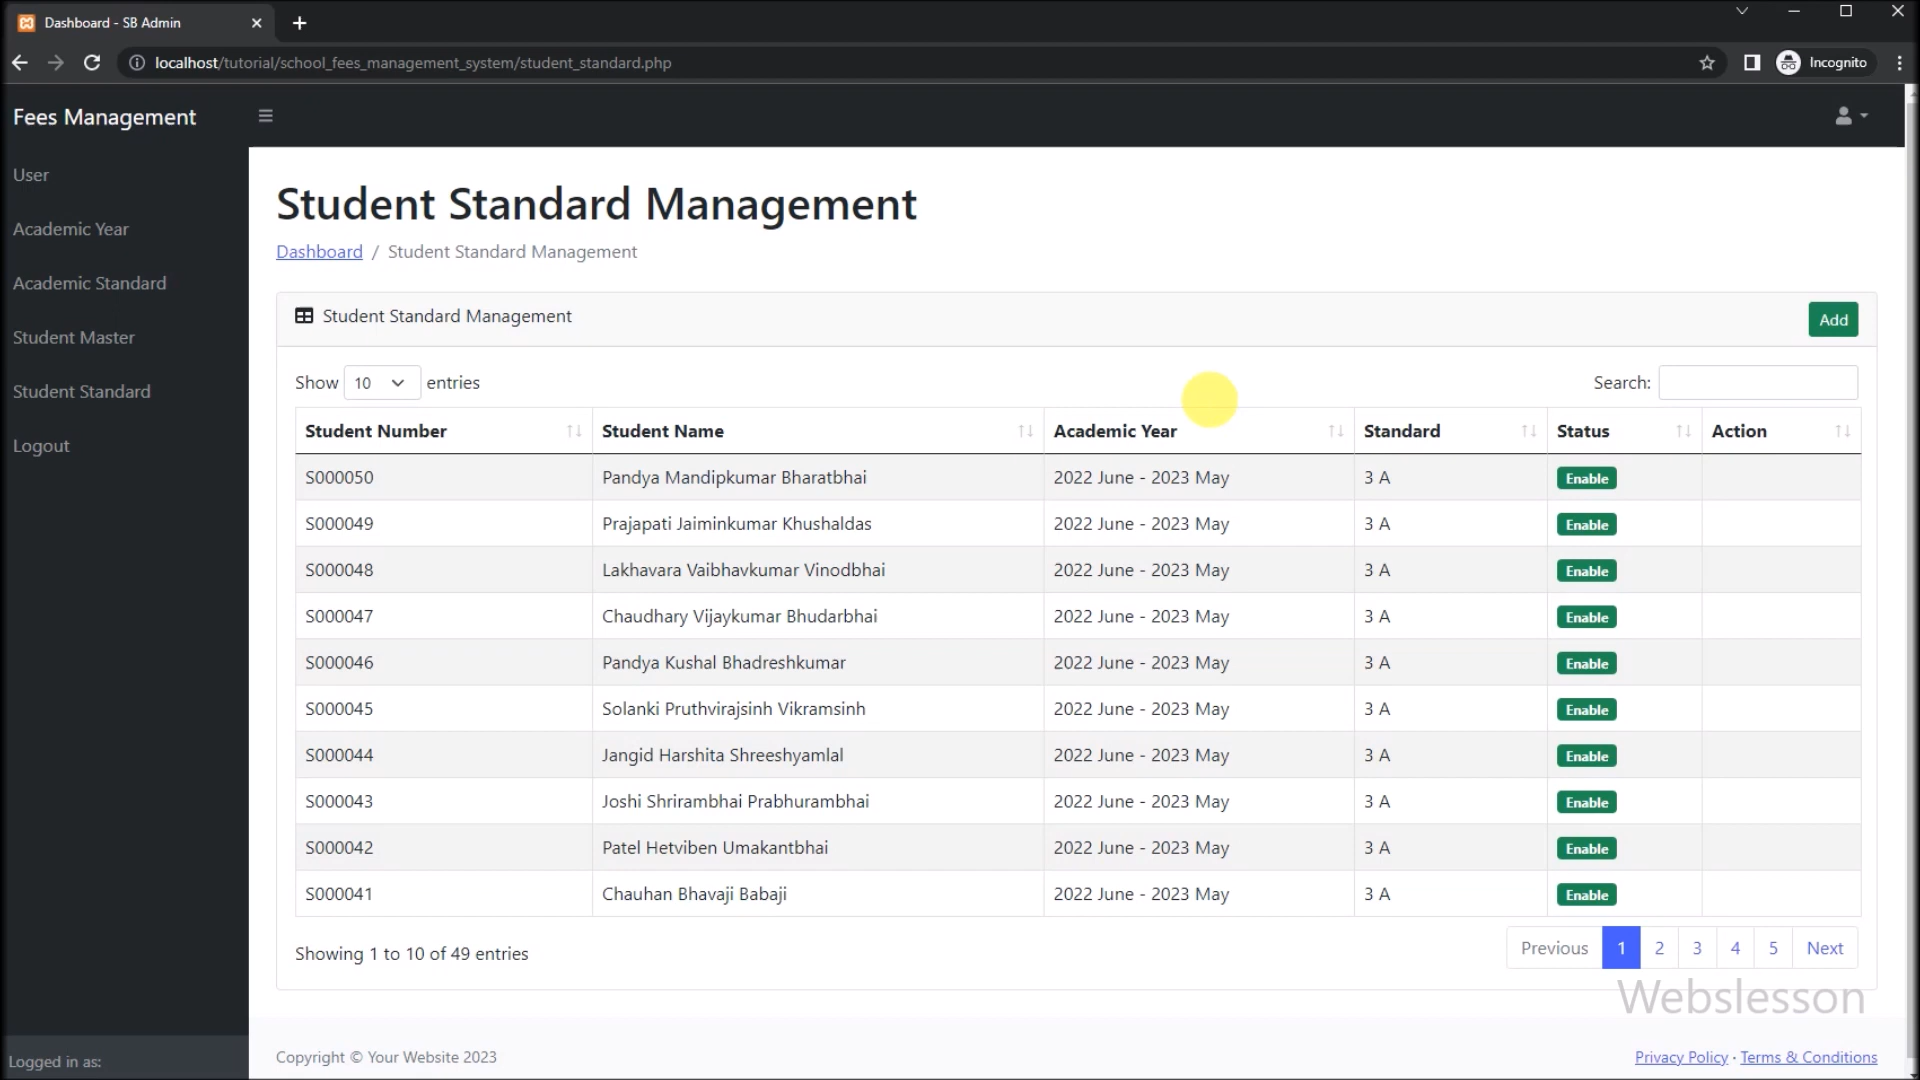 Dashboard - SB Admin
localhost/tutorial/school_fees_management_system/student_standard.php
Incognito
Fees Management
User
Academic Year
Academic Standard
Student Master
Student Standard
Logout
Logged in as:
Student Standard Management
Dashboard / Student Standard Management
Student Standard Management
Add
Show 10 entries
Search:
Student Number Student Name Academic Year Standard Status Action
S000050 Pandya Mandipkumar Bharatbhai 2022 June - 2023 May 3 A Enable
S000049 Prajapati Jaiminkumar Khushaldas 2022 June - 2023 May 3 A Enable
S000048 Lakhavara Vaibhavkumar Vinodbhai 2022 June - 2023 May 3 A Enable
S000047 Chaudhary Vijaykumar Bhudarbhai 2022 June - 2023 May 3 A Enable
S000046 Pandya Kushal Bhadreshkumar 2022 June - 2023 May 3 A Enable
S000045 Solanki Pruthvirajsinh Vikramsinh 2022 June - 2023 May 3 A Enable
S000044 Jangid Harshita Shreeshyamlal 2022 June - 2023 May 3 A Enable
S000043 Joshi Shrirambhai Prabhurambhai 2022 June - 2023 May 3 A Enable
S000042 Patel Hetviben Umakantbhai 2022 June - 2023 May 3 A Enable
S000041 Chauhan Bhavaji Babaji 2022 June - 2023 May 3 A Enable
Showing 1 to 10 of 49 entries
Previous 1 2 3 4 5 Next
Webslesson
Copyright © Your Website 2023
Privacy Policy · Terms & Conditions